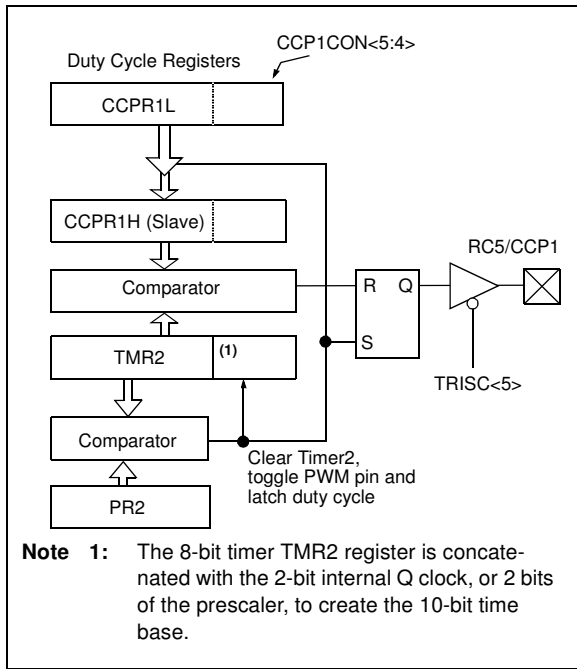 CCP1CON<5:4>
Duty Cycle Registers
CCPR1L
CCPR1H (Slave)
RC5/CCP1
Comparator
R Q
TMR2
(1)
S
TRISC<5>
Comparator
Clear Timer2,
toggle PWM pin and
latch duty cycle
PR2
Note 1: The 8-bit timer TMR2 register is concate-
nated with the 2-bit internal Q clock, or 2 bits
of the prescaler, to create the 10-bit time
base.